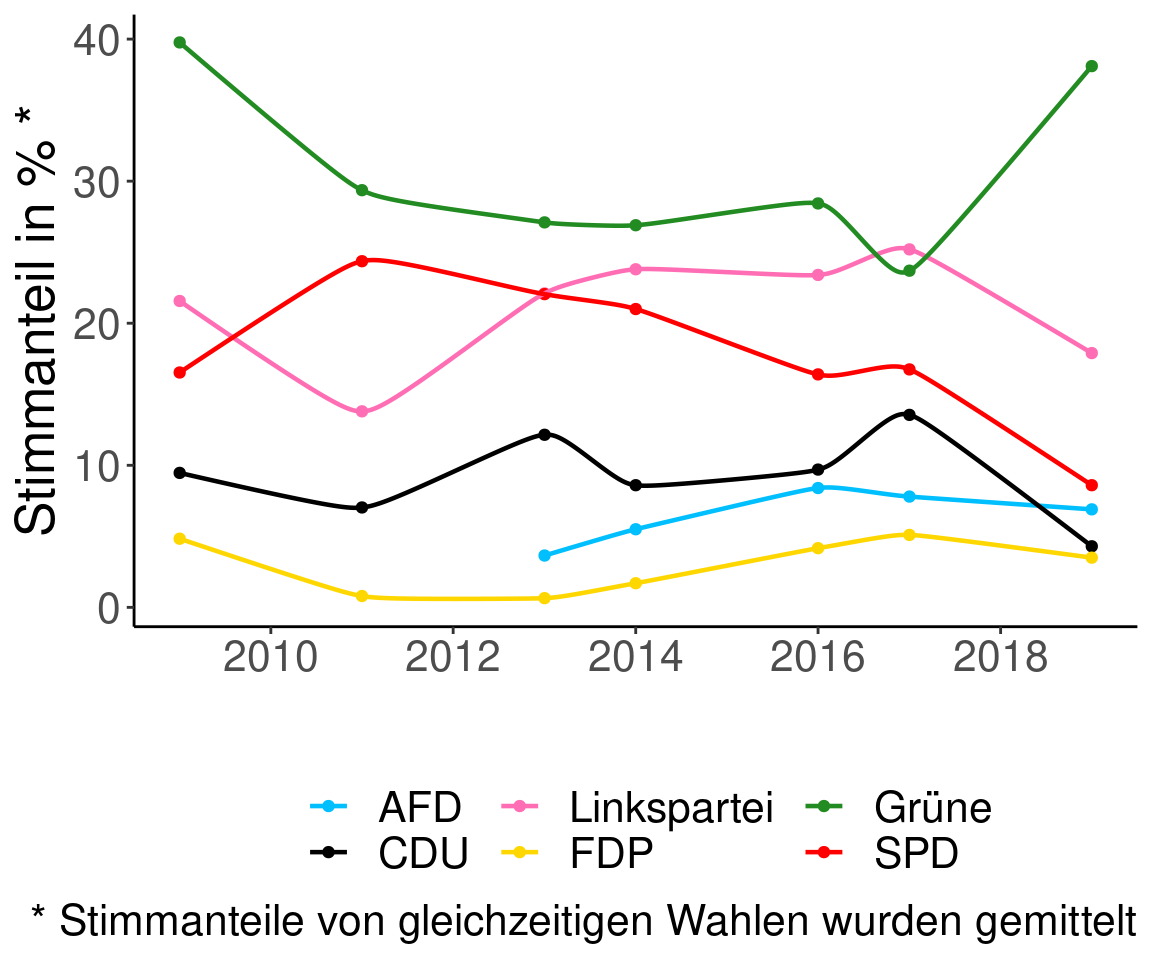 Stimmanteil in % *
40
30
20
10
0
2010 2012 2014 2016 2018
AFD Linkspartei Grüne
CDU FDP SPD
* Stimmanteile von gleichzeitigen Wahlen wurden gemittelt